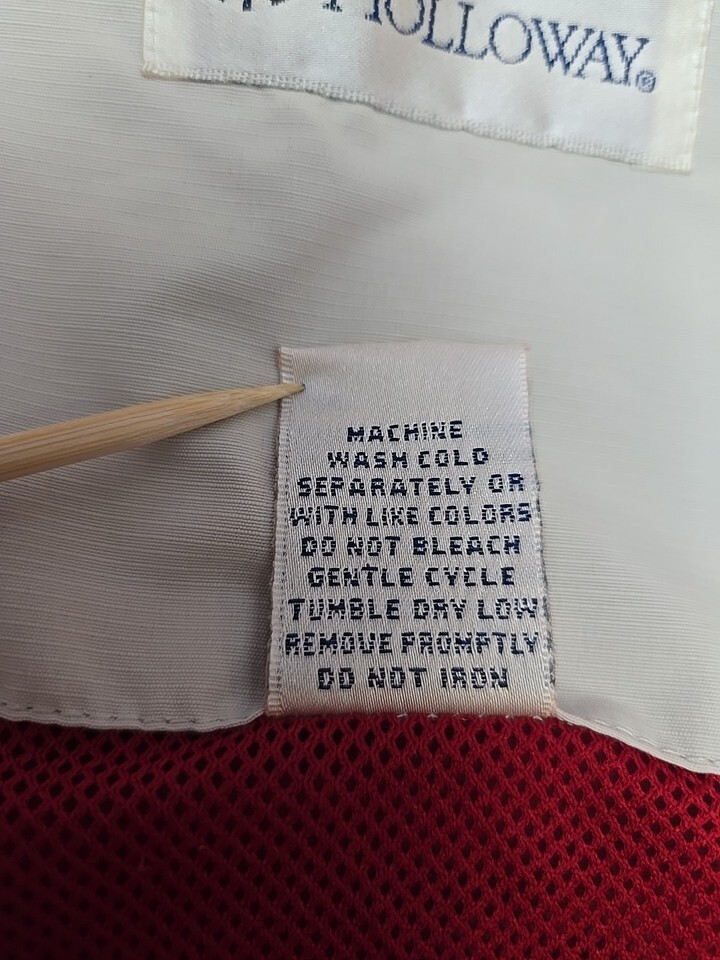 HOLLOWAY®
MACHINE
WASH COLD
SEPARATELY OR
WITH LIKE COLORS
DO NOT BLEACH
GENTLE CYCLE
TUMBLE DRY LOW
REMOVE PROMPTLY
DO NOT IRON